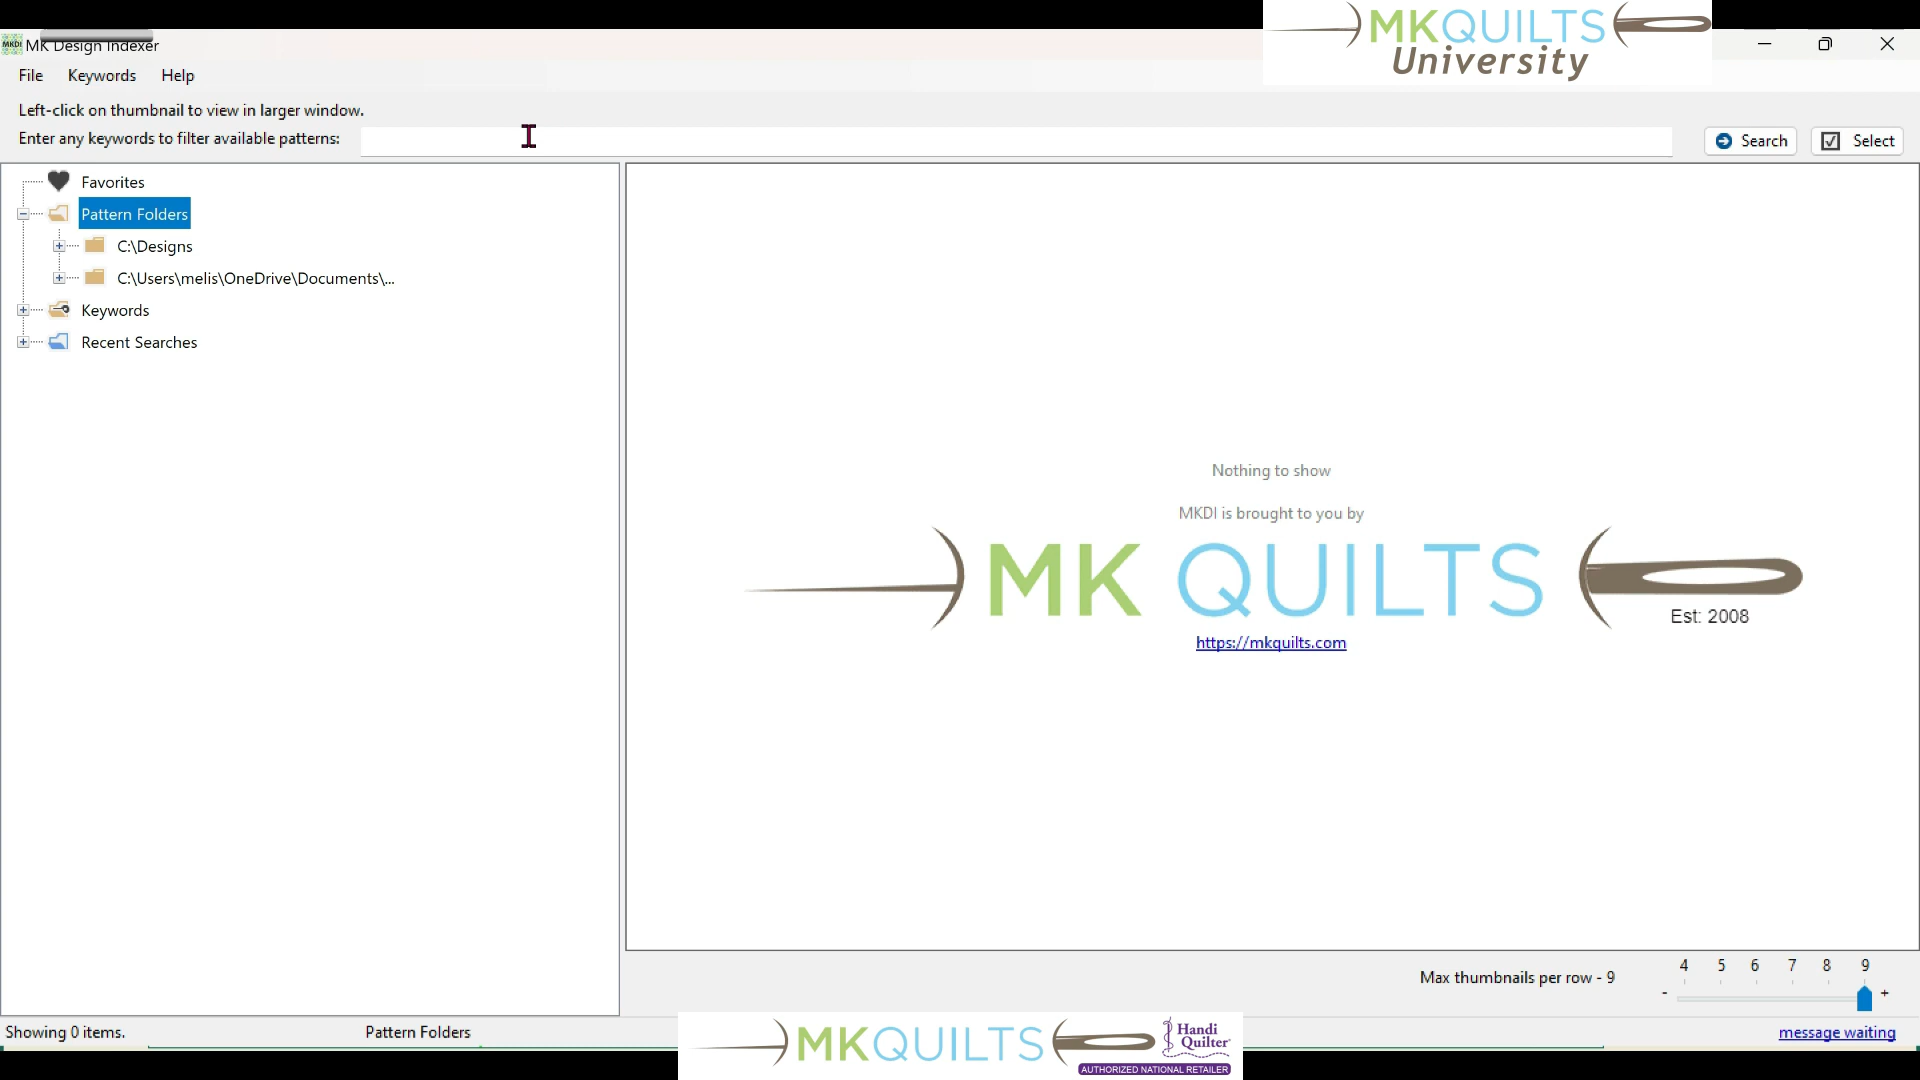 MKQUILTS
University
MKDI MK Design Indexer
File Keywords Help
Left-click on thumbnail to view in larger window.
Enter any keywords to filter available patterns:
Search Select
Favorites
Pattern Folders
C:\Designs
C:\Users\melis\OneDrive\Documents\...
Keywords
Recent Searches
Nothing to show
MKDI is brought to you by
MK QUILTS
Est: 2008
https://mkquilts.com
Max thumbnails per row - 9
4 5 6 7 8 9
- +
Showing 0 items.
Pattern Folders
message waiting
MKQUILTS
Handi
Quilter
AUTHORIZED NATIONAL RETAILER